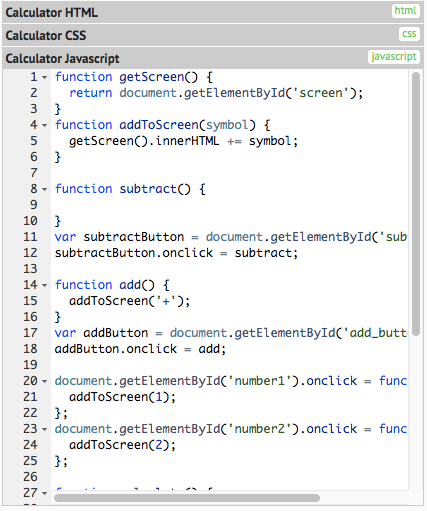 Calculator HTML html
Calculator CSS css
Calculator Javascript javascript
1 function getScreen() {
2 return document.getElementById('screen');
3 }
4 function addToScreen(symbol) {
5 getScreen().innerHTML += symbol;
6 }
7
8 function subtract() {
9
10 }
11 var subtractButton = document.getElementById('sub
12 subtractButton.onclick = subtract;
13
14 function add() {
15 addToScreen('+');
16 }
17 var addButton = document.getElementById('add_butt
18 addButton.onclick = add;
19
20 document.getElementById('number1').onclick = func
21 addToScreen(1);
22 };
23 document.getElementById('number2').onclick = func
24 addToScreen(2);
25 };
26
27